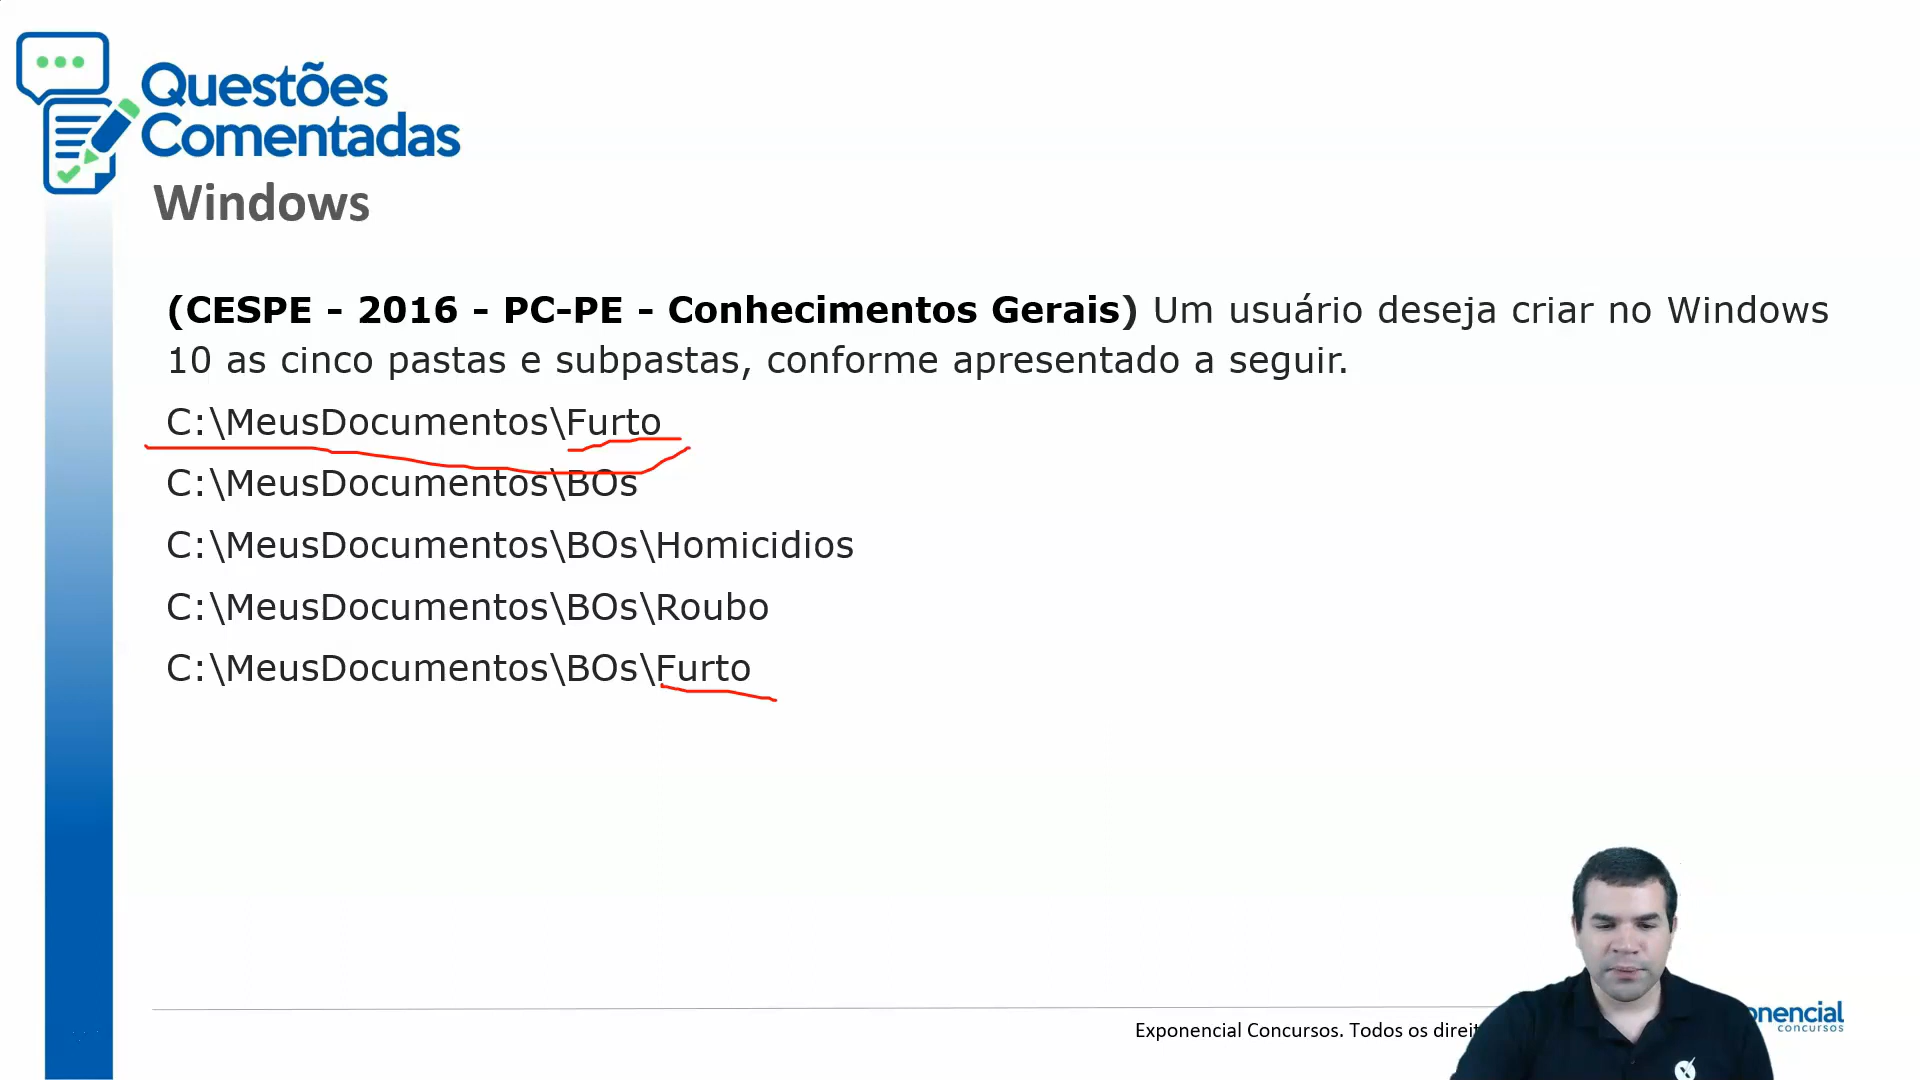 Questões
Comentadas
Windows
(CESPE - 2016 - PC-PE - Conhecimentos Gerais) Um usuário deseja criar no Windows
10 as cinco pastas e subpastas, conforme apresentado a seguir.
C:\MeusDocumentos\Furto
C:\MeusDocumentos\BOs
C:\MeusDocumentos\BOs\Homicidios
C:\MeusDocumentos\BOs\Roubo
C:\MeusDocumentos\BOs\Furto
Exponencial Concursos. Todos os direit
onencial
concursos